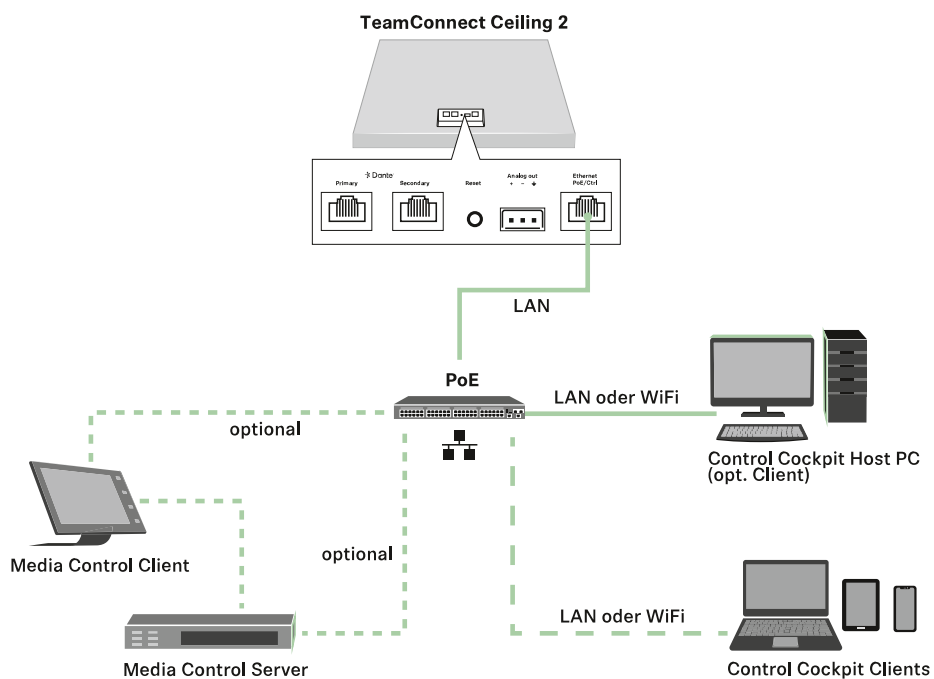 TeamConnect Ceiling 2
Dante
Primary
Secondary
Reset
Analog out
+ -
Ethernet
PoE/Ctrl
LAN
PoE
LAN oder WiFi
optional
Control Cockpit Host PC
(opt. Client)
optional
Media Control Client
LAN oder WiFi
Media Control Server
Control Cockpit Clients